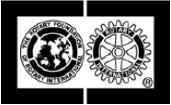 THE ROTARY FOUNDATION
OF ROTARY INTERNATIONAL
ROTARY
INTERNATIONAL
®